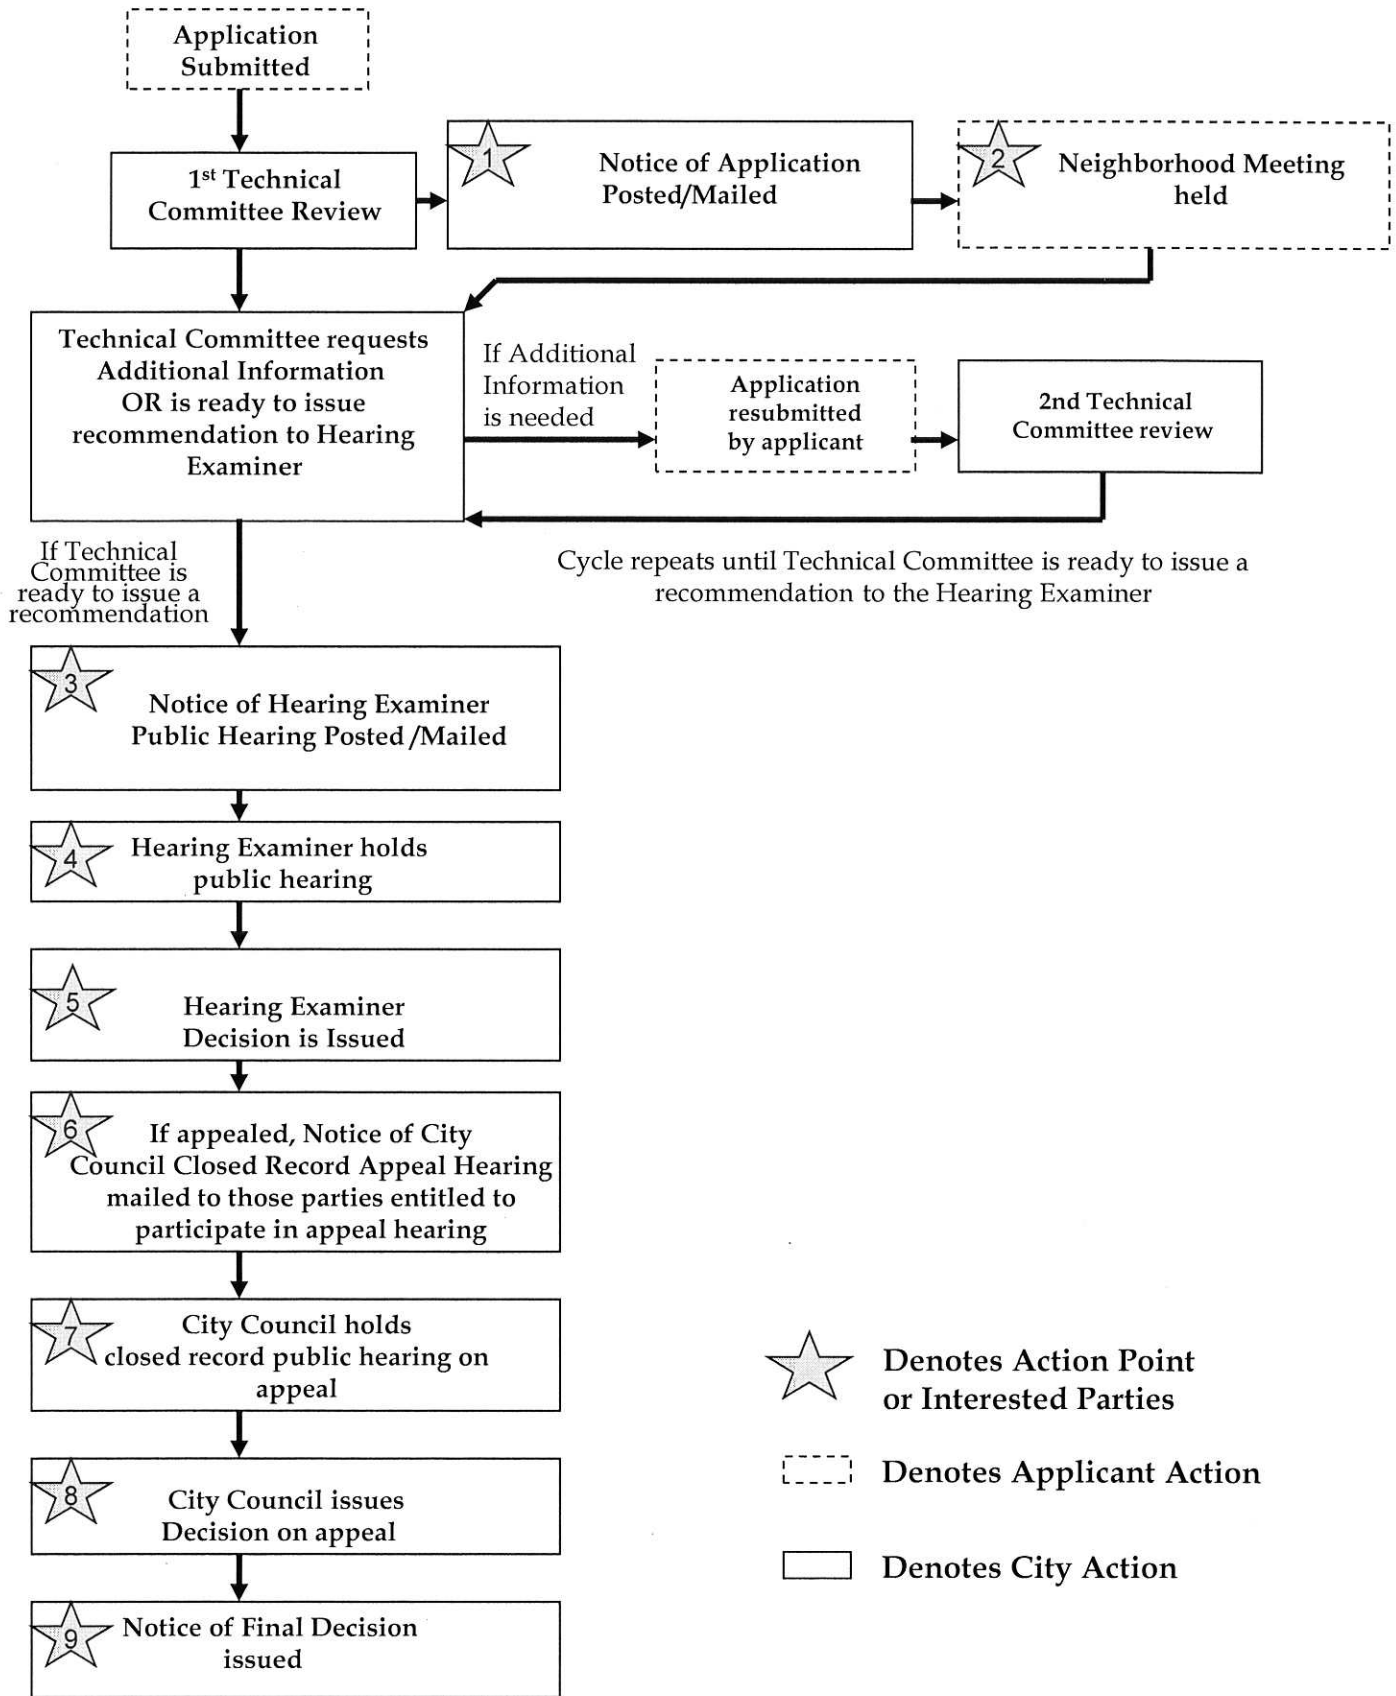 Application
Submitted
1st Technical
Committee Review
1
Notice of Application
Posted/Mailed
2
Neighborhood Meeting
held
Technical Committee requests
Additional Information
OR is ready to issue
recommendation to Hearing
Examiner
If Additional
Information
is needed
Application
resubmitted
by applicant
2nd Technical
Committee review
If Technical
Committee is
ready to issue a
recommendation
Cycle repeats until Technical Committee is ready to issue a
recommendation to the Hearing Examiner
3
Notice of Hearing Examiner
Public Hearing Posted/Mailed
4
Hearing Examiner holds
public hearing
5
Hearing Examiner
Decision is Issued
6
If appealed, Notice of City
Council Closed Record Appeal Hearing
mailed to those parties entitled to
participate in appeal hearing
7
City Council holds
closed record public hearing on
appeal
8
City Council issues
Decision on appeal
9
Notice of Final Decision
issued
Denotes Action Point
or Interested Parties
Denotes Applicant Action
Denotes City Action